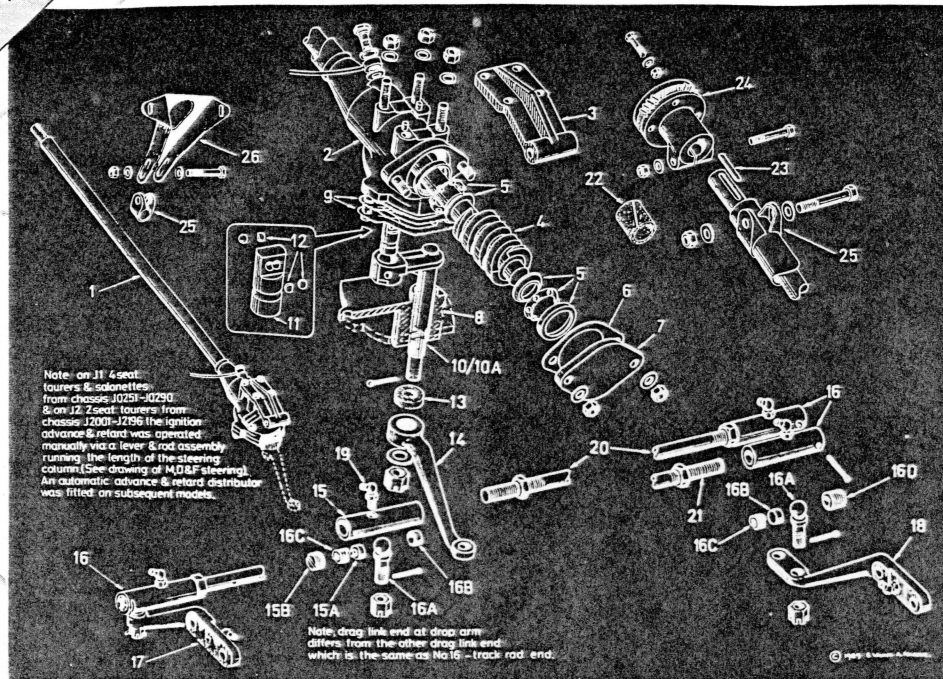 24
3
2
26
5
23
22
9
4
25
12
25
5
1
6
11
8
7
10/10A
Note on J1 4 seat
tourers & salonettes
from chassis J0251-J0290
& on J2 2seat tourers from
chassis J2001-J2196 the ignition
advance & retard was operated
manually via a lever & rod assembly
running the length of the steering
column.(See drawing of M,D&F steering).
An automatic advance & retard distributor
was fitted on subsequent models.
13
14
16
20
19
16A
15
16B
16D
21
16C
16C
18
16
16B
15B
15A
16A
17
Note, drag link end at drop arm
differs from the other drag link end
which is the same as No 16 - track rod end.
©